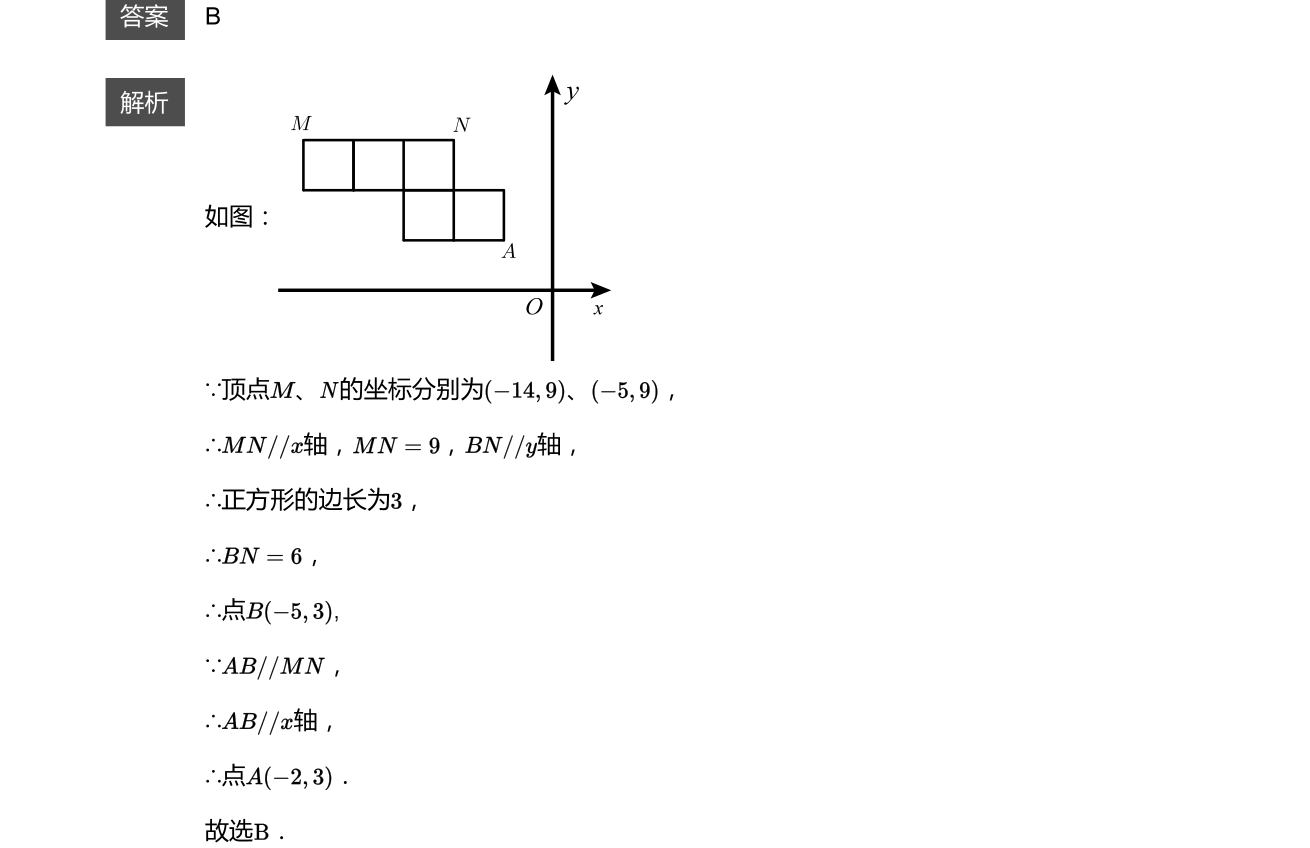 答案 B
解析
y
M N
如图：
A
O x
∵顶点M、N的坐标分别为(−14,9)、(−5,9)，
∴MN//x轴，MN = 9，BN//y轴，
∴正方形的边长为3，
∴BN = 6，
∴点B(−5,3),
∵AB//MN，
∴AB//x轴，
∴点A(−2,3)．
故选B．